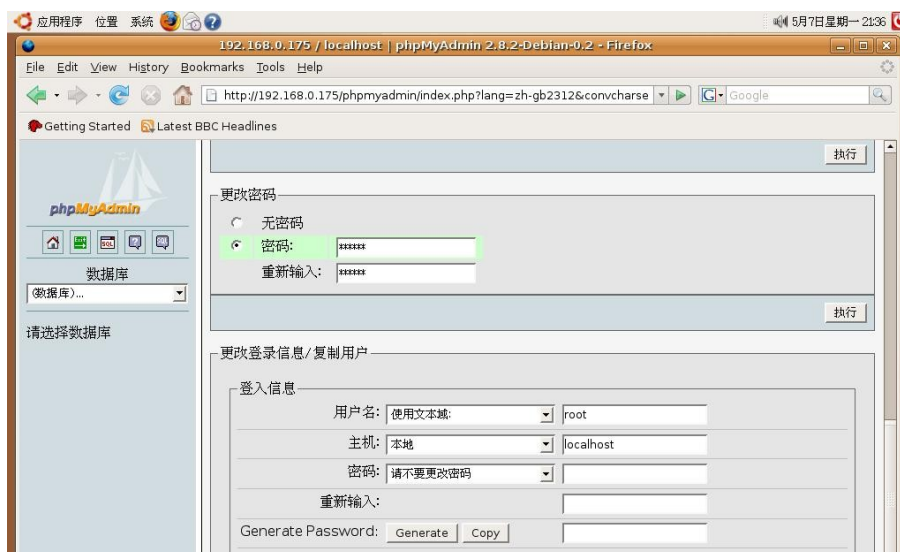 应用程序 位置 系统 5月7日星期一 21:36
192.168.0.175 / localhost | phpMyAdmin 2.8.2-Debian-0.2 - Firefox
File Edit View History Bookmarks Tools Help
http://192.168.0.175/phpmyadmin/index.php?lang=zh-gb2312&convcharse G Google
Getting Started Latest BBC Headlines
执行
phpMyAdmin
更改密码
无密码
密码: ******
重新输入: ******
数据库
(数据库)...
执行
请选择数据库
更改登录信息/复制用户
登入信息
用户名: 使用文本域: root
主机: 本地 localhost
密码: 请不要更改密码
重新输入:
Generate Password: Generate Copy